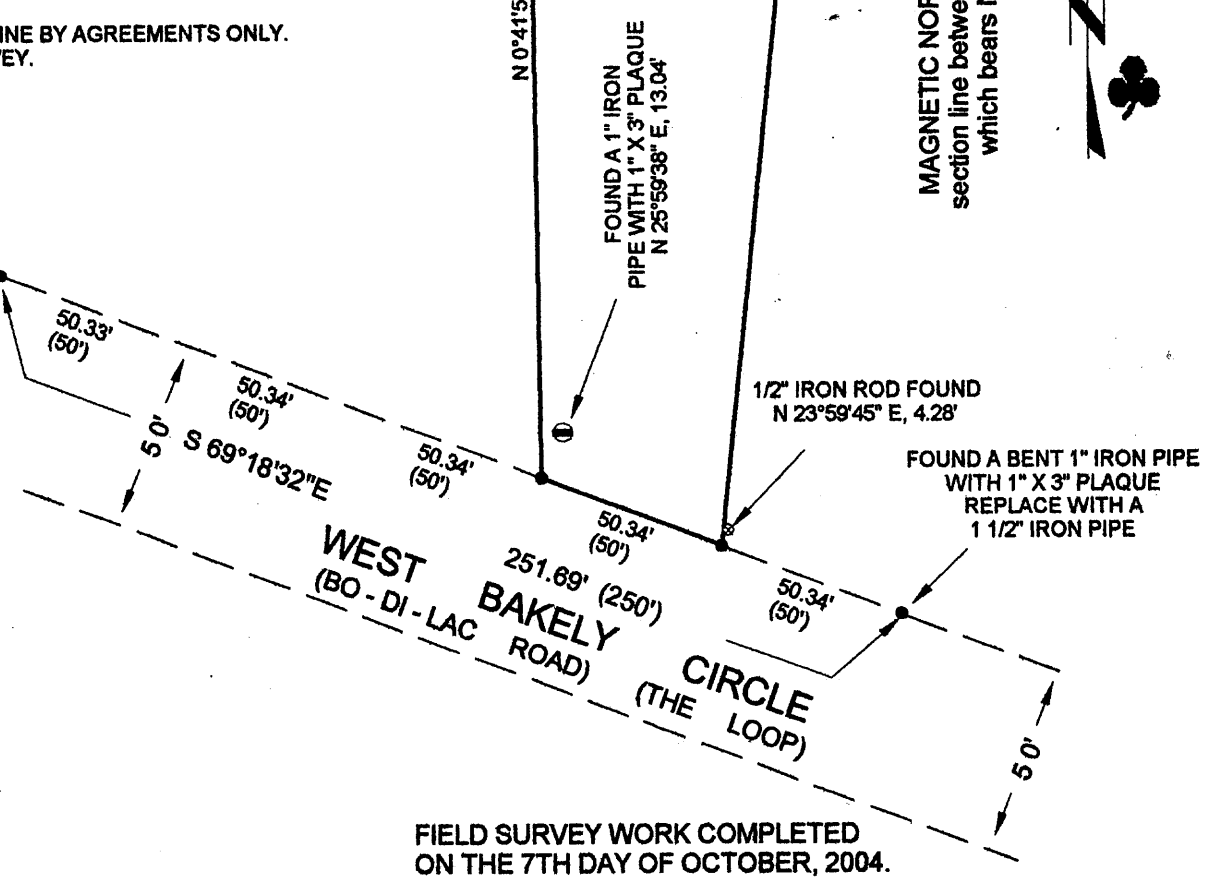 INE BY AGREEMENTS ONLY.
EY.
N 0°41'5
FOUND A 1" IRON
PIPE WITH 1" X 3" PLAQUE
N 25°59'38" E, 13.04'
MAGNETIC NOR
section line betwe
which bears
50.33'
(50')
50.34'
(50')
50.34'
(50')
50'
S 69°18'32"E
1/2" IRON ROD FOUND
N 23°59'45" E, 4.28'
FOUND A BENT 1" IRON PIPE
WITH 1" X 3" PLAQUE
REPLACE WITH A
1 1/2" IRON PIPE
50.34'
(50')
251.69' (250')
50.34'
(50')
WEST BAKELY CIRCLE
(BO - DI - LAC ROAD) (THE LOOP)
50'
FIELD SURVEY WORK COMPLETED
ON THE 7TH DAY OF OCTOBER, 2004.